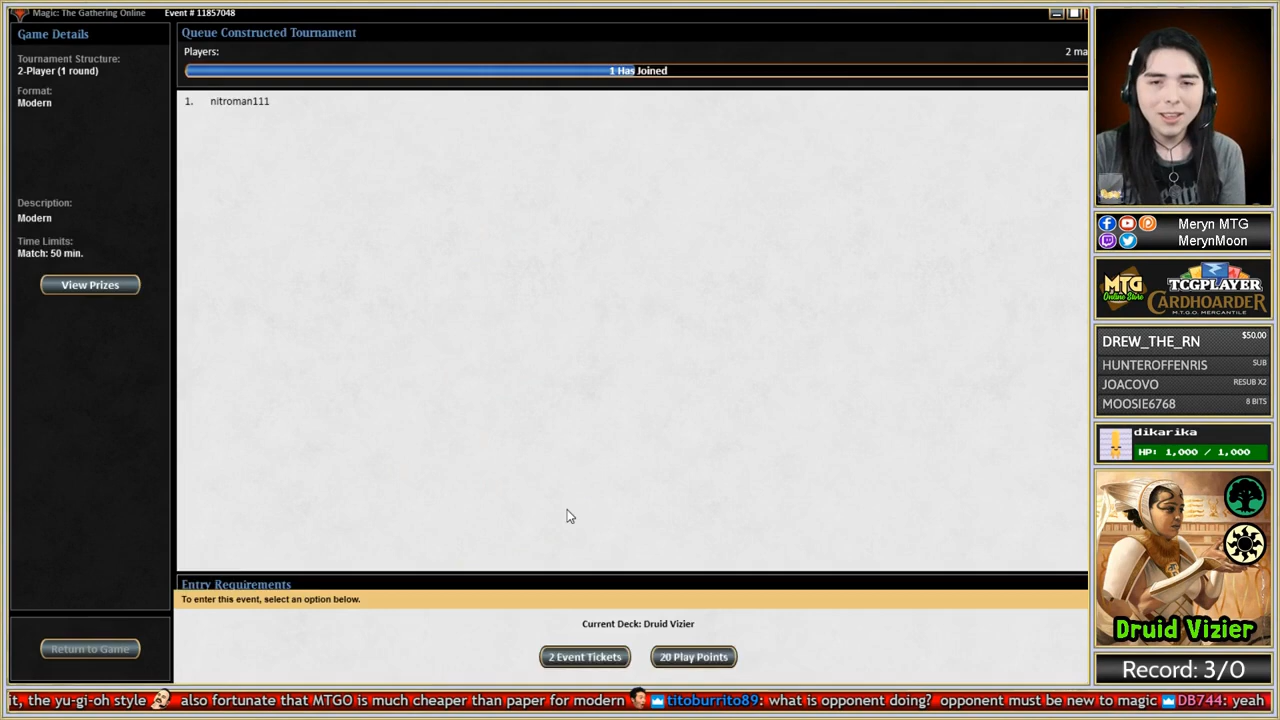 Magic: The Gathering Online Event # 11857048
Game Details
Tournament Structure:
2-Player (1 round)
Format:
Modern
Description:
Modern
Time Limits:
Match: 50 min.
View Prizes
Return to Game
Queue Constructed Tournament
Players: 2 ma
1 Has Joined
1. nitroman111
Entry Requirements
To enter this event, select an option below.
Current Deck: Druid Vizier
2 Event Tickets 20 Play Points
Meryn MTG
MerynMoon
MTG
Online Store
TCGPLAYER
CARDHOARDER
M.T.G.O. MERCANTILE
DREW_THE_RN $50.00
HUNTEROFFENRIS SUB
JOACOVO RESUB X2
MOOSIE6768 8 BITS
dikarika
HP: 1,000 / 1,000
Druid Vizier
Record: 3/0
it, the yu-gi-oh style also fortunate that MTGO is much cheaper than paper for modern titoburrito89: what is opponent doing? opponent must be new to magic DB744: yeah